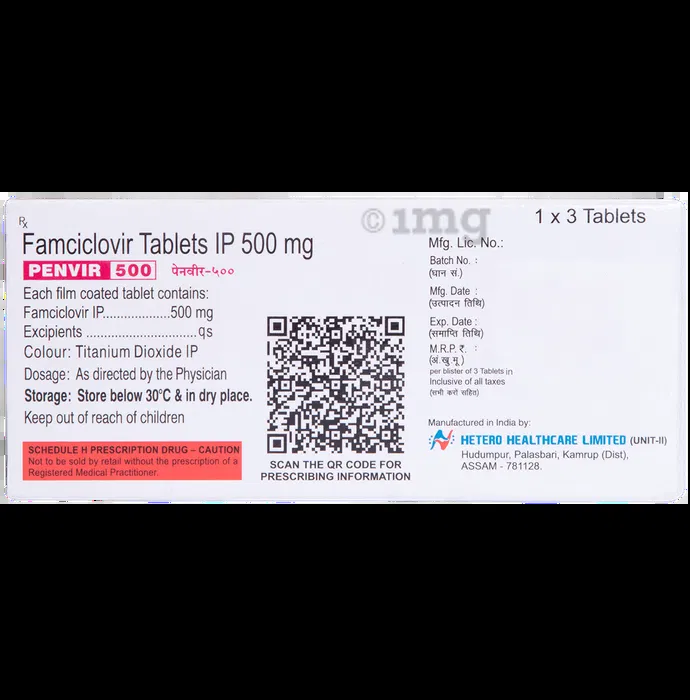 ©1mg
Rx
Famciclovir Tablets IP 500 mg
PENVIR 500 पेनवीर-५००
Each film coated tablet contains:
Famciclovir IP...................500 mg
Excipients ...............................qs
Colour: Titanium Dioxide IP
Dosage: As directed by the Physician
Storage: Store below 30°C & in dry place.
Keep out of reach of children
SCHEDULE H PRESCRIPTION DRUG – CAUTION
Not to be sold by retail without the prescription of a
Registered Medical Practitioner.
SCAN THE QR CODE FOR
PRESCRIBING INFORMATION
1 x 3 Tablets
Mfg. Lic. No.:
Batch No. :
(घान सं.)
Mfg. Date :
(उत्पादन तिथि)
Exp. Date :
(समाप्ति तिथि)
M.R.P. ₹. :
(अं.खु मू )
per blister of 3 Tablets in
Inclusive of all taxes
(सभी करों सहित)
Manufactured in India by:
HETERO HEALTHCARE LIMITED (UNIT-II)
Hudumpur, Palasbari, Kamrup (Dist),
ASSAM - 781128.